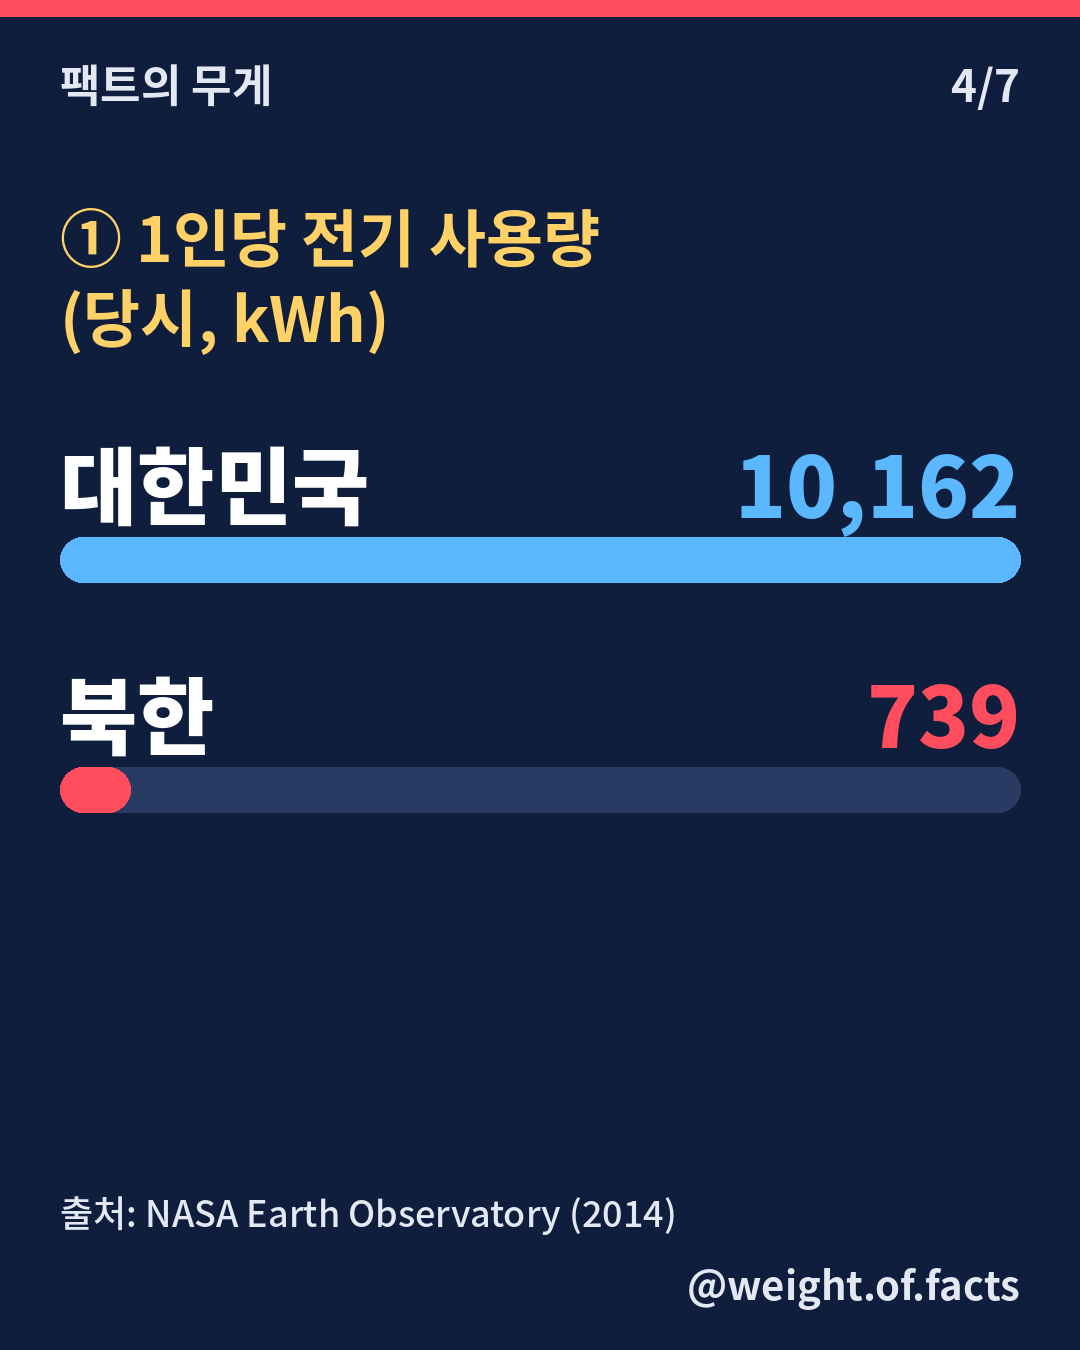 팩트의 무게
4/7
① 1인당 전기 사용량
(당시, kWh)
대한민국 10,162
북한 739
출처: NASA Earth Observatory (2014)
@weight.of.facts